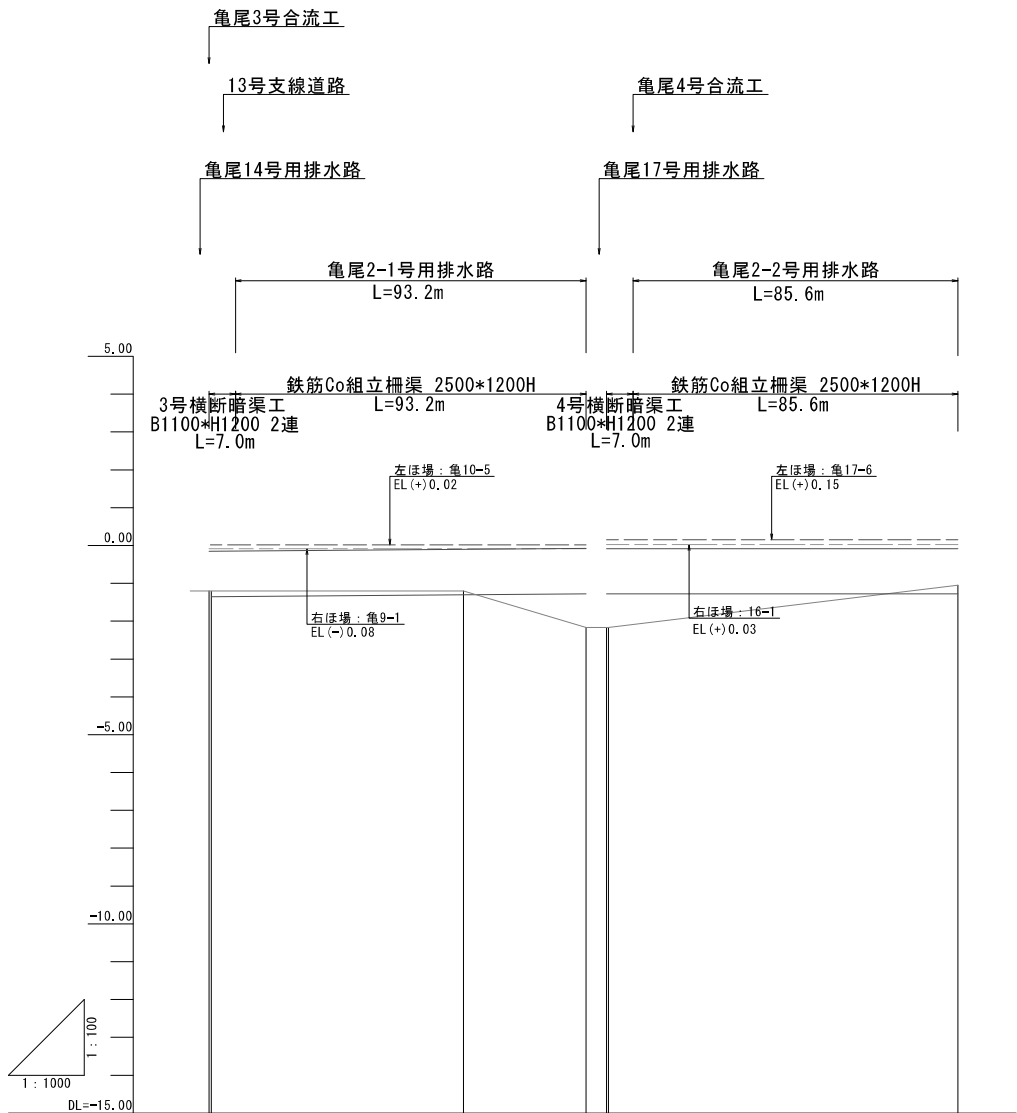 亀尾3号合流工
13号支線道路
亀尾4号合流工
亀尾14号用排水路
亀尾17号用排水路
亀尾2-1号用排水路
L=93.2m
亀尾2-2号用排水路
L=85.6m
5.00
鉄筋Co組立柵渠 2500*1200H
L=93.2m
鉄筋Co組立柵渠 2500*1200H
L=85.6m
3号横断暗渠工
B1100*H1200 2連
L=7.0m
4号横断暗渠工
B1100*H1200 2連
L=7.0m
左ほ場：亀10-5
EL(+)0.02
左ほ場：亀17-6
EL(+)0.15
0.00
右ほ場：亀9-1
EL(-)0.08
右ほ場：16-1
EL(+)0.03
-5.00
-10.00
1：100
1：1000
DL=-15.00